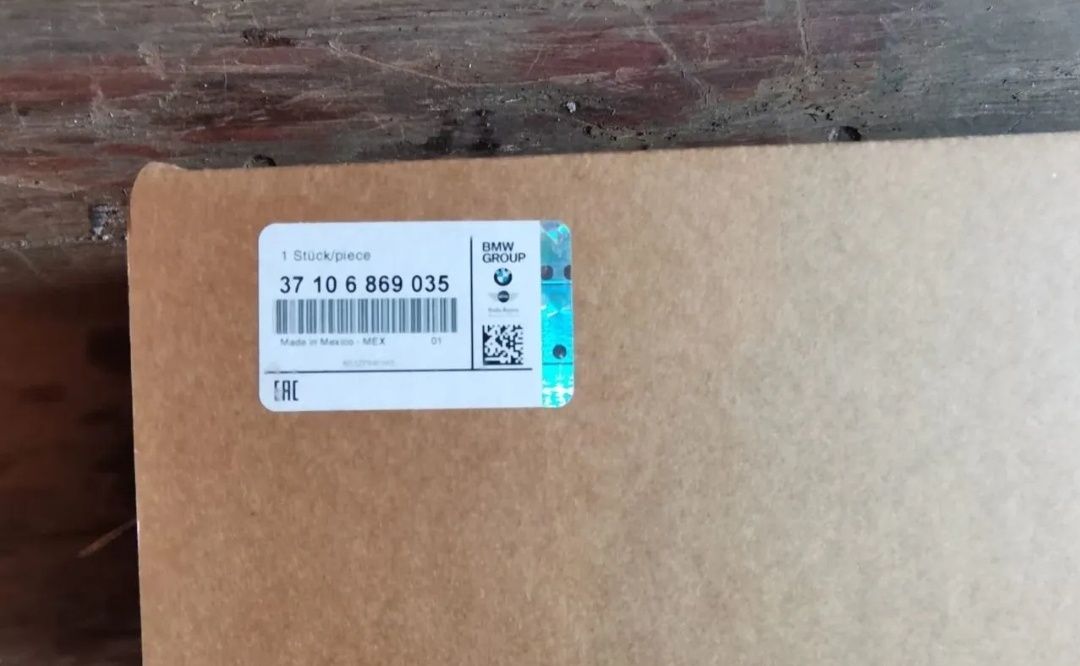 1 Stück/piece
37 10 6 869 035
Made in Mexico - MEX 01
EAC
BMW
GROUP